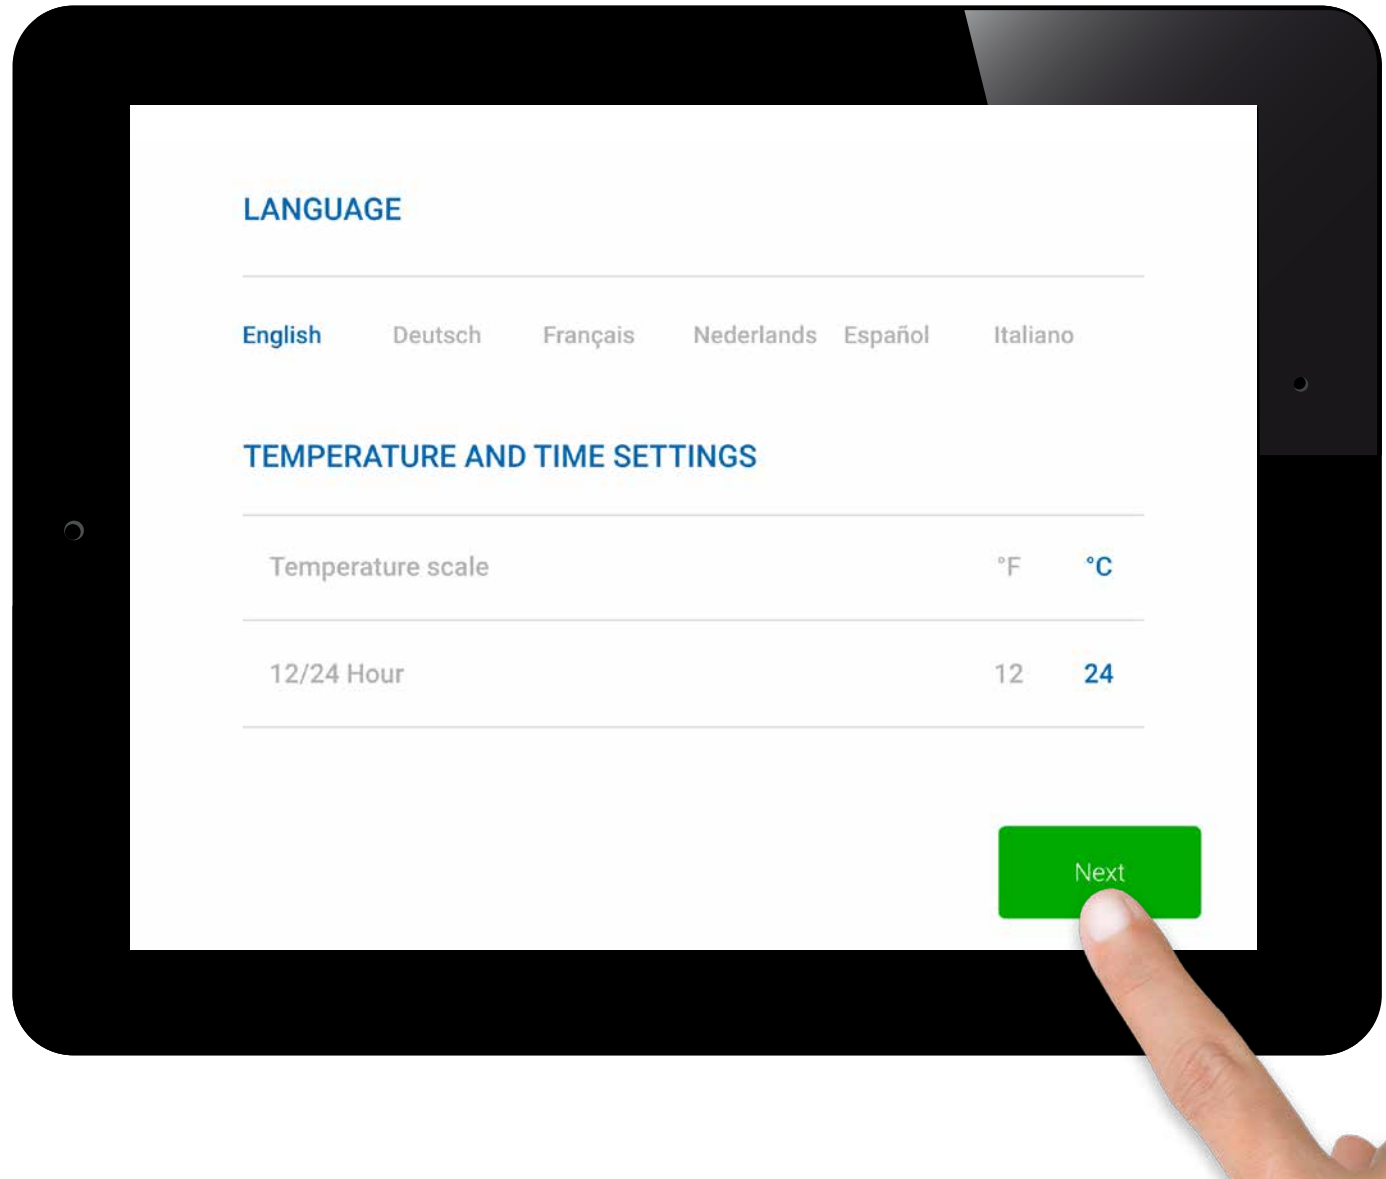 LANGUAGE
English Deutsch Français Nederlands Español Italiano
TEMPERATURE AND TIME SETTINGS
Temperature scale °F °C
12/24 Hour 12 24
Next